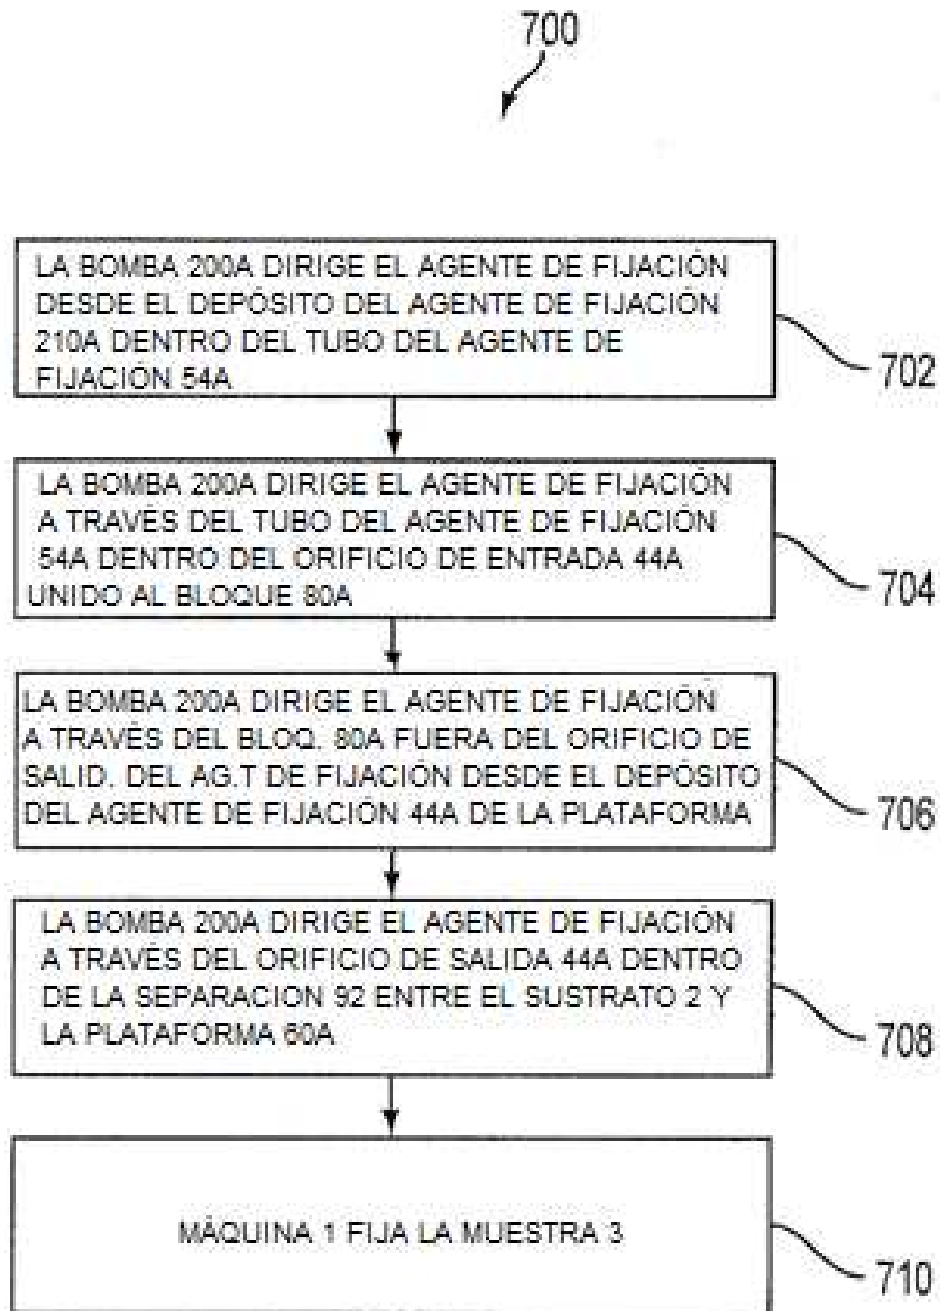 700
LA BOMBA 200A DIRIGE EL AGENTE DE FIJACIÓN
DESDE EL DEPÓSITO DEL AGENTE DE FIJACIÓN
210A DENTRO DEL TUBO DEL AGENTE DE
FIJACIÓN 54A
702
LA BOMBA 200A DIRIGE EL AGENTE DE FIJACIÓN
A TRAVÉS DEL TUBO DEL AGENTE DE FIJACIÓN
54A DENTRO DEL ORIFICIO DE ENTRADA 44A
UNIDO AL BLOQUE 80A
704
LA BOMBA 200A DIRIGE EL AGENTE DE FIJACIÓN
A TRAVÉS DEL BLOQ. 80A FUERA DEL ORIFICIO DE
SALID. DEL AG.T DE FIJACIÓN DESDE EL DEPÓSITO
DEL AGENTE DE FIJACIÓN 44A DE LA PLATAFORMA
706
LA BOMBA 200A DIRIGE EL AGENTE DE FIJACIÓN
A TRAVÉS DEL ORIFICIO DE SALIDA 44A DENTRO
DE LA SEPARACION 92 ENTRE EL SUSTRATO 2 Y
LA PLATAFORMA 60A
708
MÁQUINA 1 FIJA LA MUESTRA 3
710